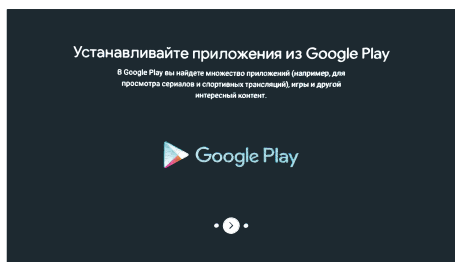 Устанавливайте приложения из Google Play
В Google Play вы найдете множество приложений (например, для
просмотра сериалов и спортивных трансляций), игры и другой
интересный контент.
Google Play